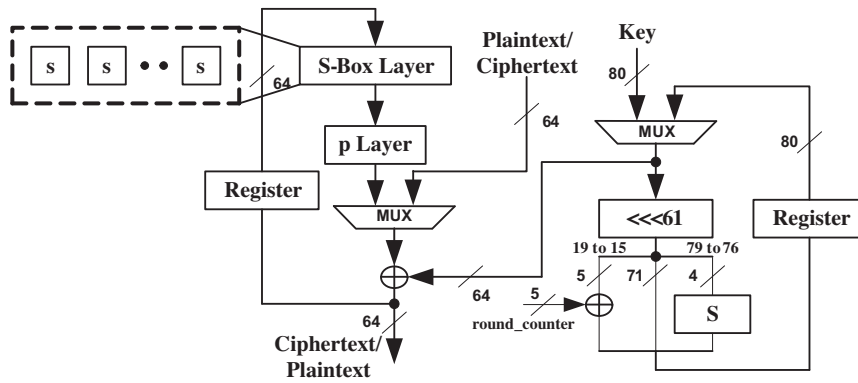 s s s
S-Box Layer
64
Plaintext/
Ciphertext
64
Key
80
MUX
80
p Layer
Register
MUX
<<<61
Register
19 to 15
79 to 76
5
71
4
64
5
round_counter
S
64
Ciphertext/
Plaintext